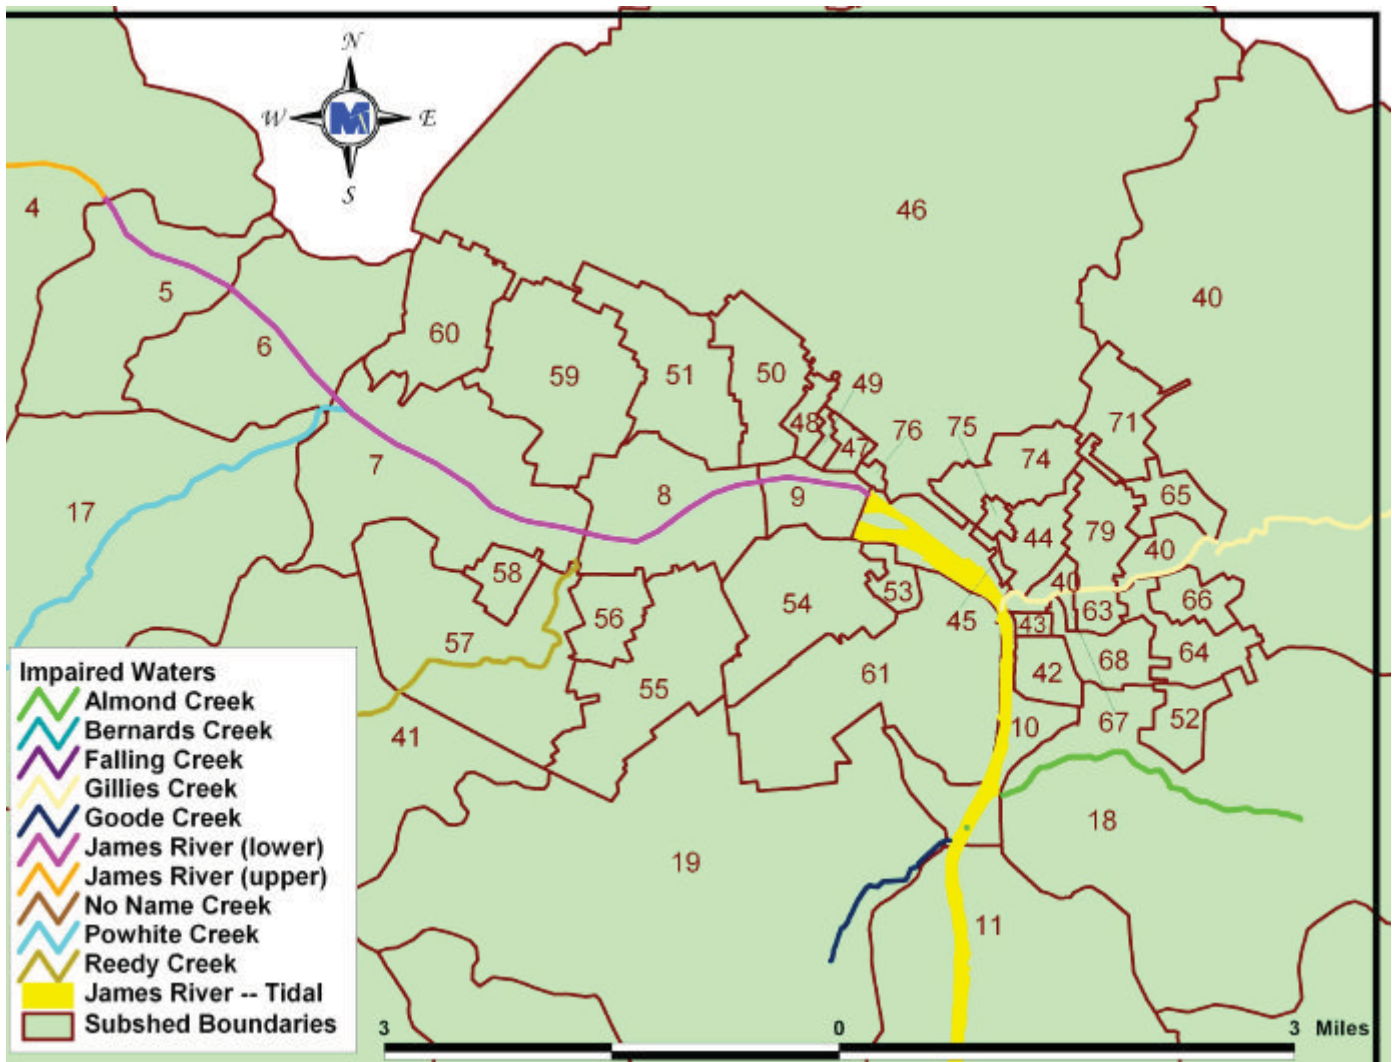 N
W
M
E
S
4
46
5
40
6
60
59
51
50
49
48
47
76
75
74
71
7
8
9
65
17
44
79
40
58
40
53
66
56
54
45
43
63
57
64
61
42
68
55
10
67
52
41
18
19
11
Impaired Waters
Almond Creek
Bernards Creek
Falling Creek
Gillies Creek
Goode Creek
James River (lower)
James River (upper)
No Name Creek
Powhite Creek
Reedy Creek
James River -- Tidal
Subshed Boundaries
3 0 3 Miles